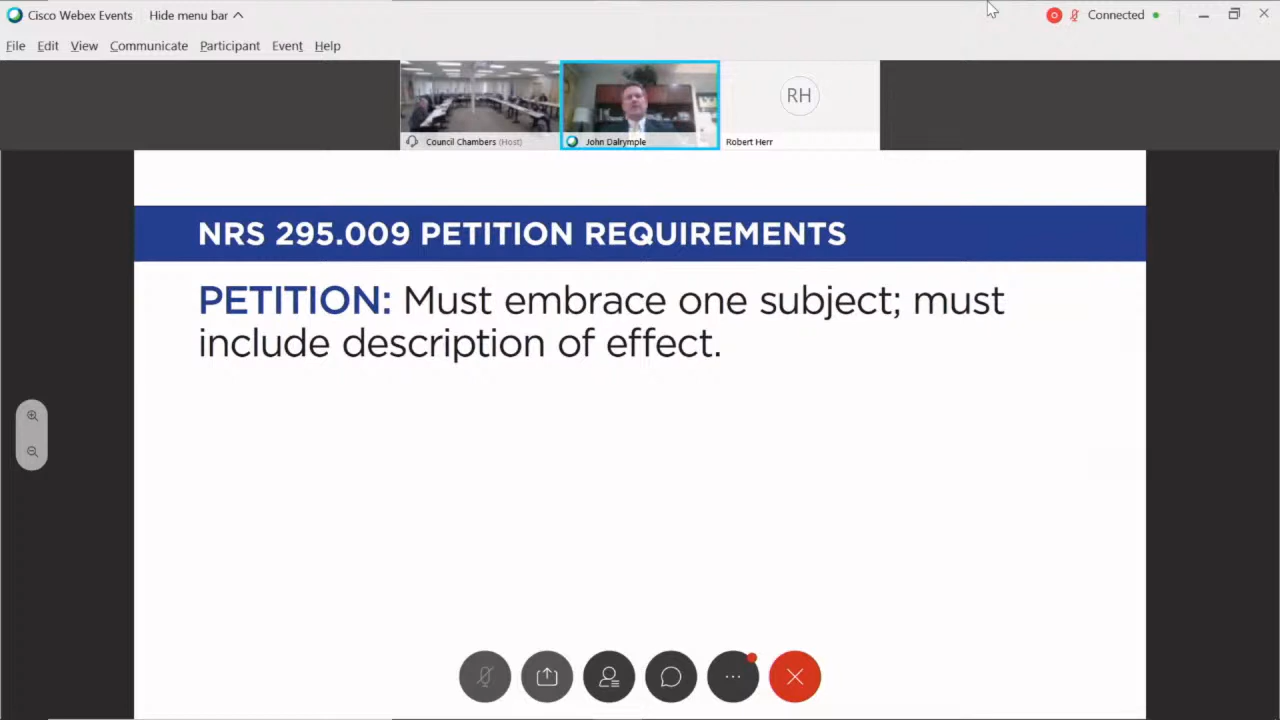 Cisco Webex Events
Hide menu bar
Connected
File Edit View Communicate Participant Event Help
Council Chambers (Host)
John Dalrymple
RH
Robert Herr
NRS 295.009 PETITION REQUIREMENTS
PETITION: Must embrace one subject; must
include description of effect.